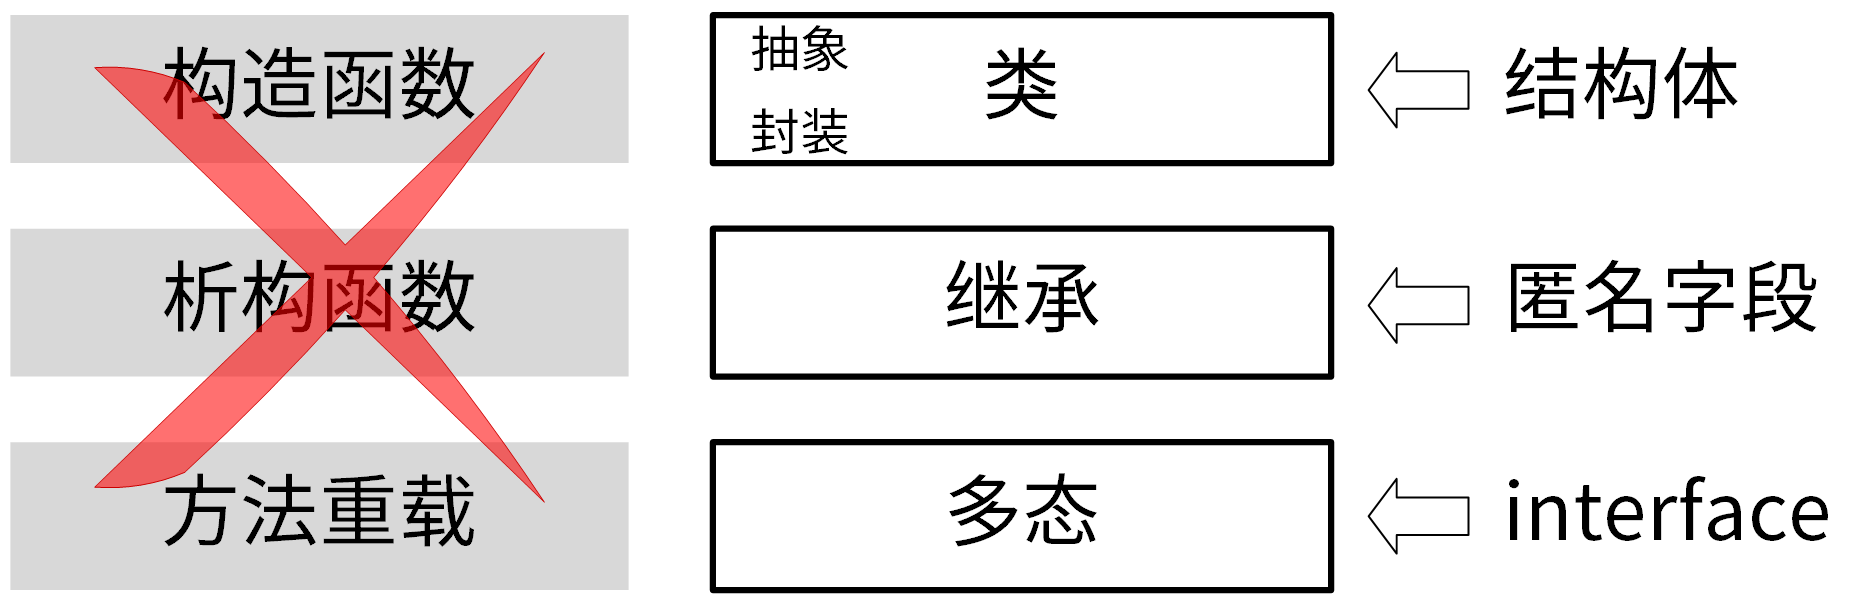 构造函数
抽象
封装
类
结构体
析构函数
继承
匿名字段
方法重载
多态
interface